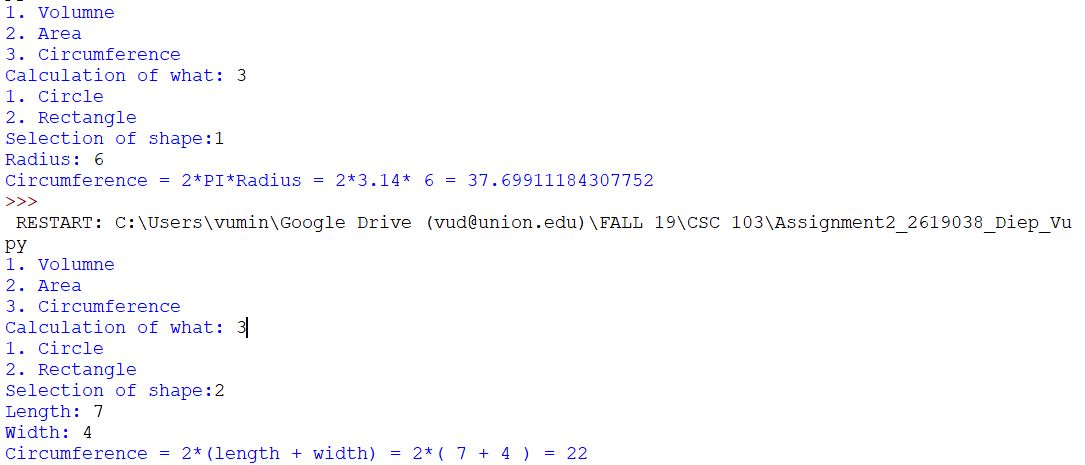 1. Volumne
2. Area
3. Circumference
Calculation of what: 3
1. Circle
2. Rectangle
Selection of shape:1
Radius: 6
Circumference = 2*PI*Radius = 2*3.14* 6 = 37.69911184307752
>>>
RESTART: C:\Users\vumin\Google Drive (vud@union.edu)\FALL 19\CSC 103\Assignment2_2619038_Diep_Vu
py
1. Volumne
2. Area
3. Circumference
Calculation of what: 3
1. Circle
2. Rectangle
Selection of shape:2
Length: 7
Width: 4
Circumference = 2*(length + width) = 2*( 7 + 4 ) = 22